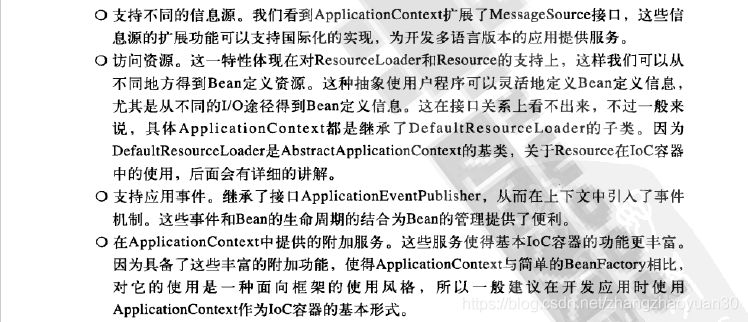 ○ 支持不同的信息源。我们看到ApplicationContext扩展了MessageSource接口，这些信
息源的扩展功能可以支持国际化的实现，为开发多语言版本的应用提供服务。
○ 访问资源。这一特性体现在对ResourceLoader和Resource的支持上，这样我们可以从
不同地方得到Bean定义资源。这种抽象使用户程序可以灵活地定义Bean定义信息，
尤其是从不同的I/O途径得到Bean定义信息。这在接口关系上看不出来，不过一般来
说，具体ApplicationContext都是继承了DefaultResourceLoader的子类。因为
DefaultResourceLoader是AbstractApplicationContext的基类，关于Resource在IoC容器
中的使用，后面会有详细的讲解。
○ 支持应用事件。继承了接口ApplicationEventPublisher，从而在上下文中引入了事件
机制。这些事件和Bean的生命周期的结合为Bean的管理提供了便利。
○ 在ApplicationContext中提供的附加服务。这些服务使得基本IoC容器的功能更丰富。
因为具备了这些丰富的附加功能，使得ApplicationContext与简单的BeanFactory相比，
对它的使用是一种面向框架的使用风格，所以一般建议在开发应用时使用
ApplicationContext作为IoC容器的基本形式。
https://blog.csdn.net/zhangzhaoyuan30